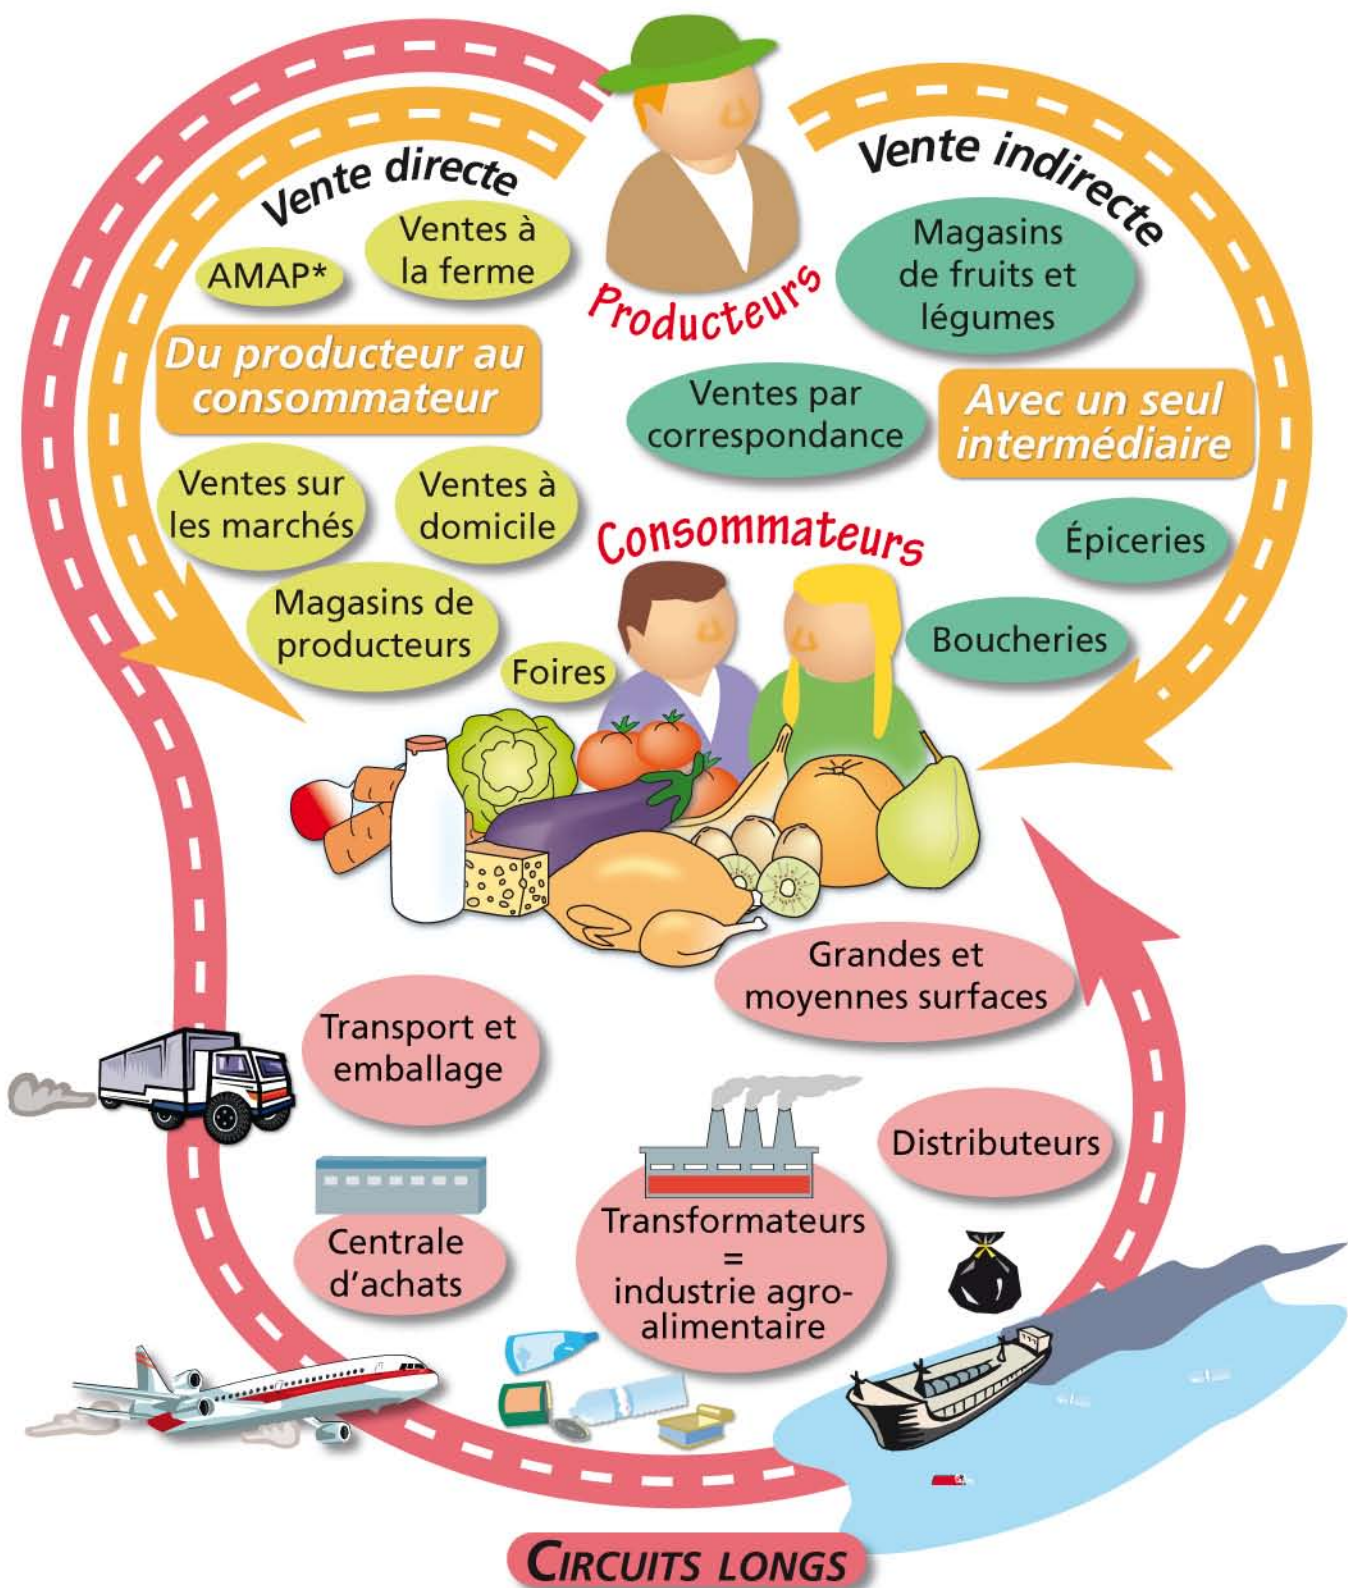 Vente directe
Vente indirecte
Ventes à
la ferme
AMAP*
Magasins
de fruits et
légumes
Producteurs
Du producteur au
consommateur
Ventes par
correspondance
Avec un seul
intermédiaire
Ventes sur
les marchés
Ventes à
domicile
Consommateurs
Épiceries
Magasins de
producteurs
Foires
Boucheries
Grandes et
moyennes surfaces
Transport et
emballage
Distributeurs
Centrale
d'achats
Transformateurs
=
industrie agro-
alimentaire
CIRCUITS LONGS